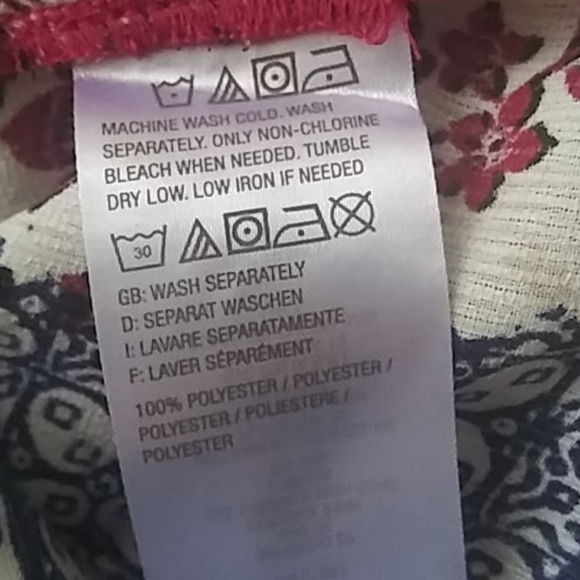 MACHINE WASH COLD. WASH
SEPARATELY. ONLY NON-CHLORINE
BLEACH WHEN NEEDED. TUMBLE
DRY LOW. LOW IRON IF NEEDED
30
GB: WASH SEPARATELY
D: SEPARAT WASCHEN
I: LAVARE SEPARATAMENTE
F: LAVER SÉPARÉMENT
100% POLYESTER / POLYESTER /
POLYESTER / POLIESTERE /
POLYESTER